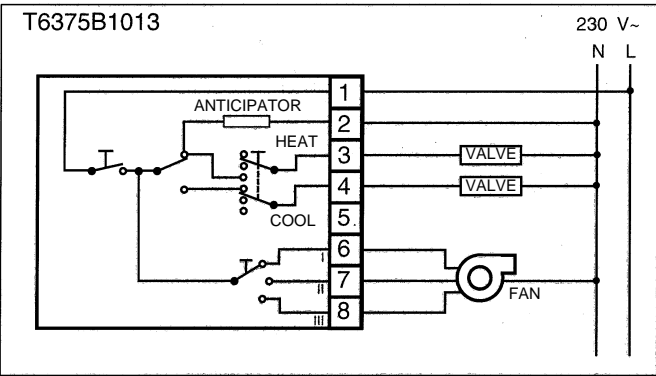 T6375B1013
230 V~
N L
1
ANTICIPATOR
2
HEAT
3 VALVE
4 VALVE
COOL
5.
I 6
II 7
FAN
III 8